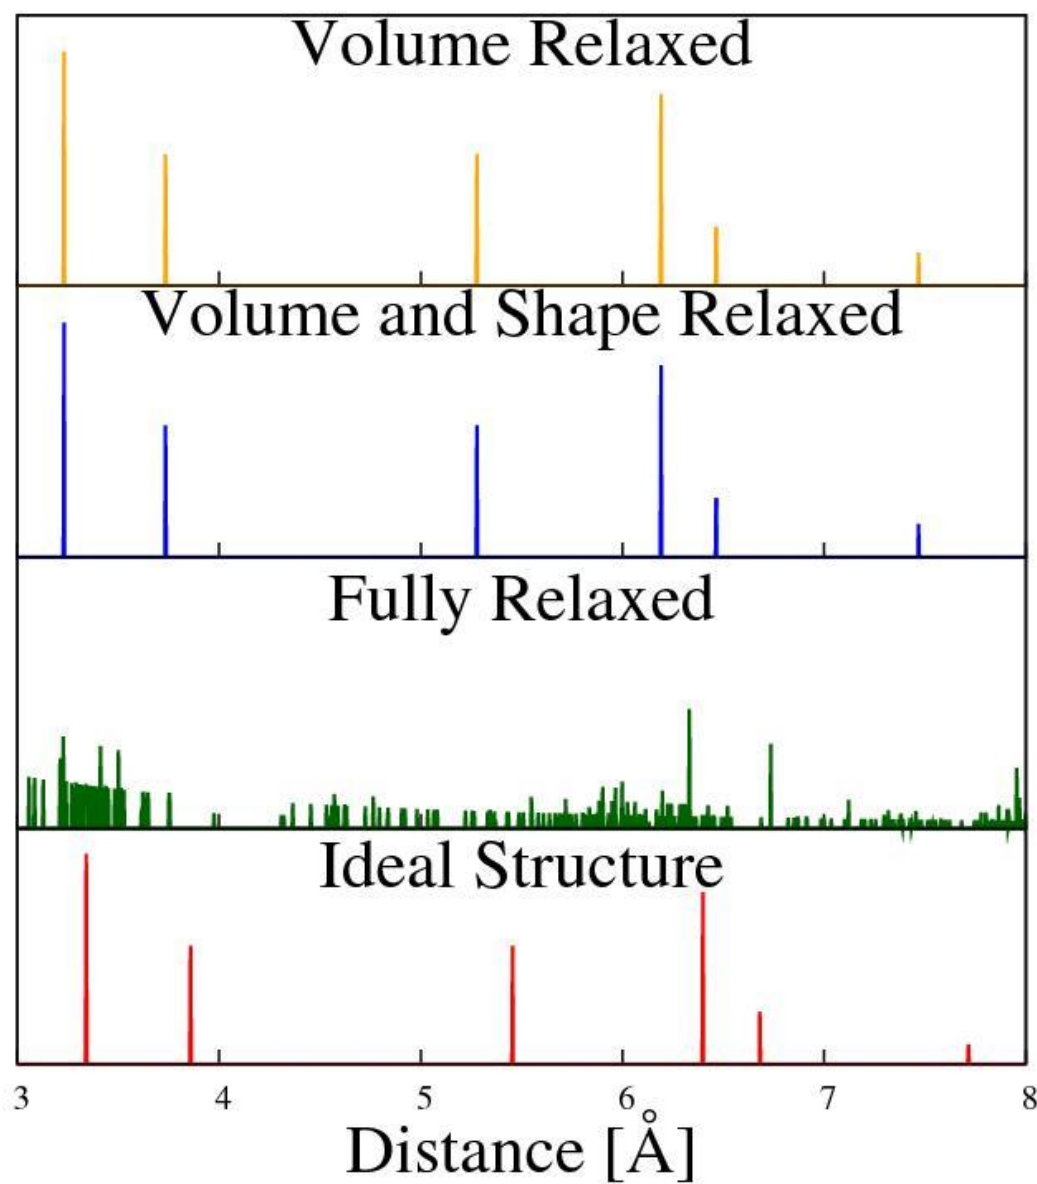 Volume Relaxed
Volume and Shape Relaxed
Fully Relaxed
Ideal Structure
3 4 5 6 7 8
Distance [Å]